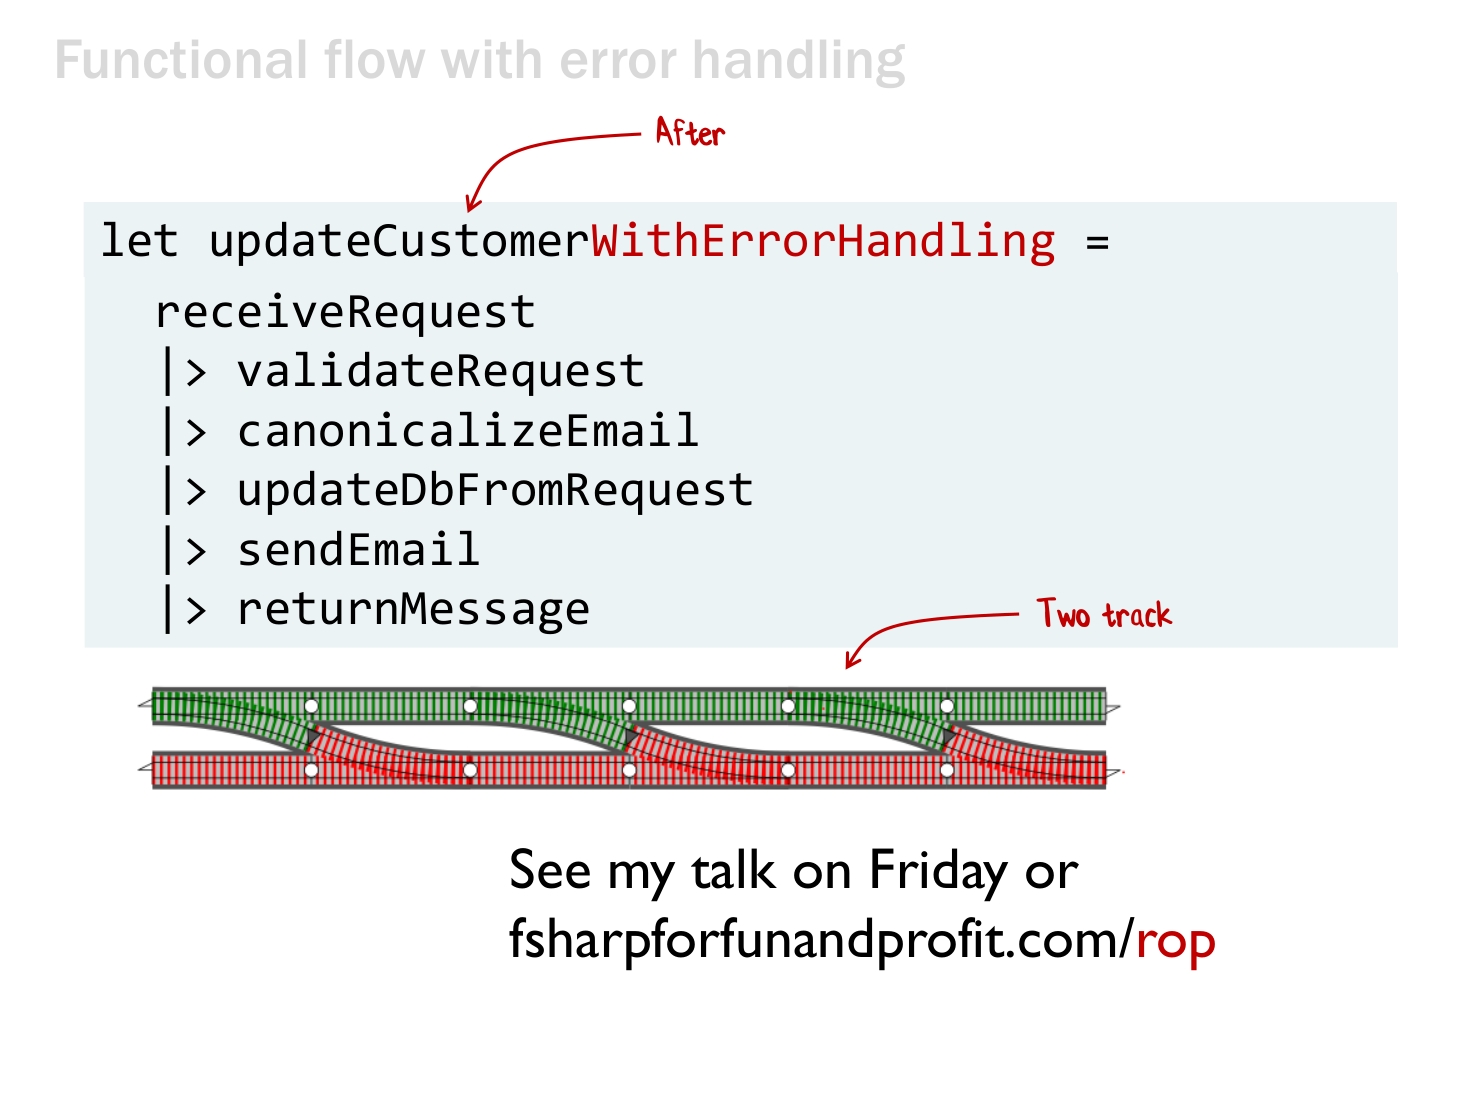 Functional flow with error handling
After
let updateCustomerWithErrorHandling =
receiveRequest
|> validateRequest
|> canonicalizeEmail
|> updateDbFromRequest
|> sendEmail
|> returnMessage
Two track
See my talk on Friday or
fsharpforfunandprofit.com/rop